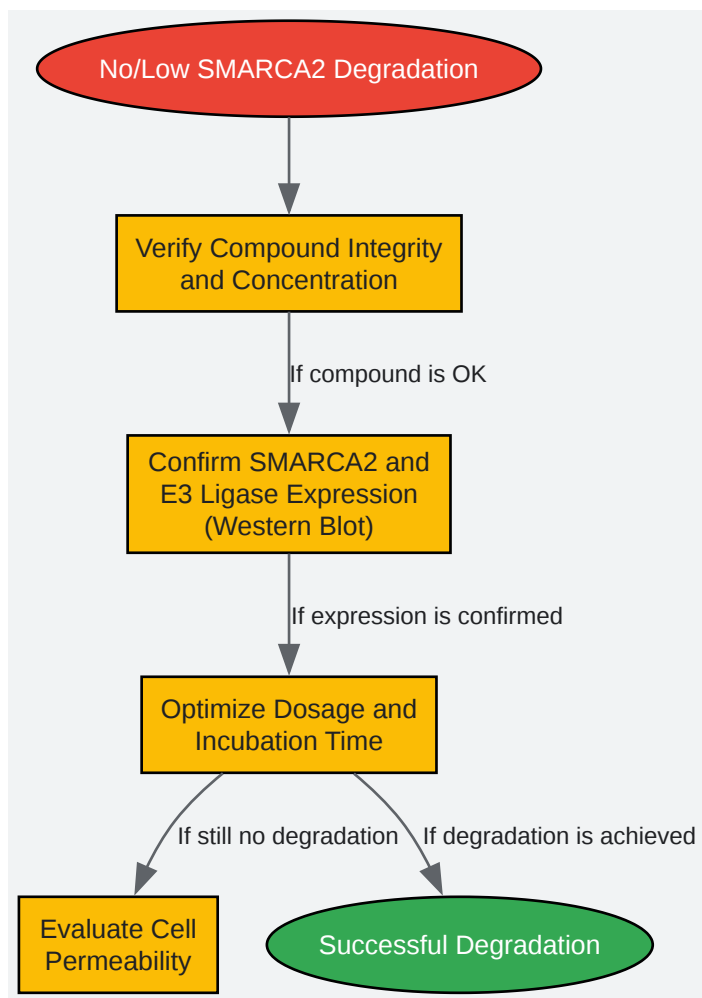 No/Low SMARCA2 Degradation
Verify Compound Integrity
and Concentration
If compound is OK
Confirm SMARCA2 and
E3 Ligase Expression
(Western Blot)
If expression is confirmed
Optimize Dosage and
Incubation Time
If still no degradation
If degradation is achieved
Evaluate Cell
Permeability
Successful Degradation